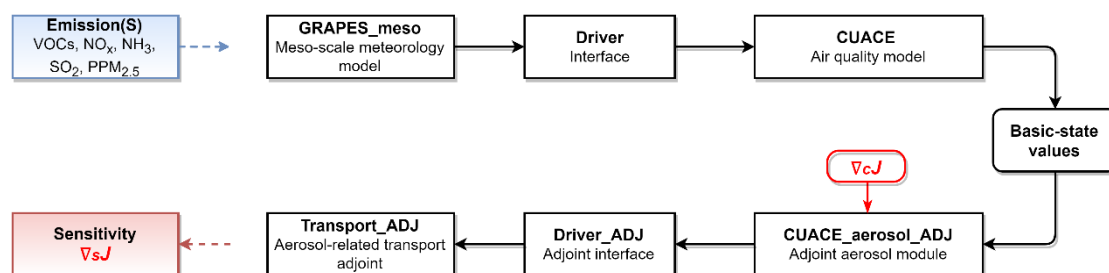 Emission(S)
VOCs, NOₓ, NH₃,
SO₂, PPM₂.₅
GRAPES_meso
Meso-scale meteorology
model
Driver
Interface
CUACE
Air quality model
Basic-state
values
∇cJ
Sensitivity
∇sJ
Transport_ADJ
Aerosol-related transport
adjoint
Driver_ADJ
Adjoint interface
CUACE_aerosol_ADJ
Adjoint aerosol module